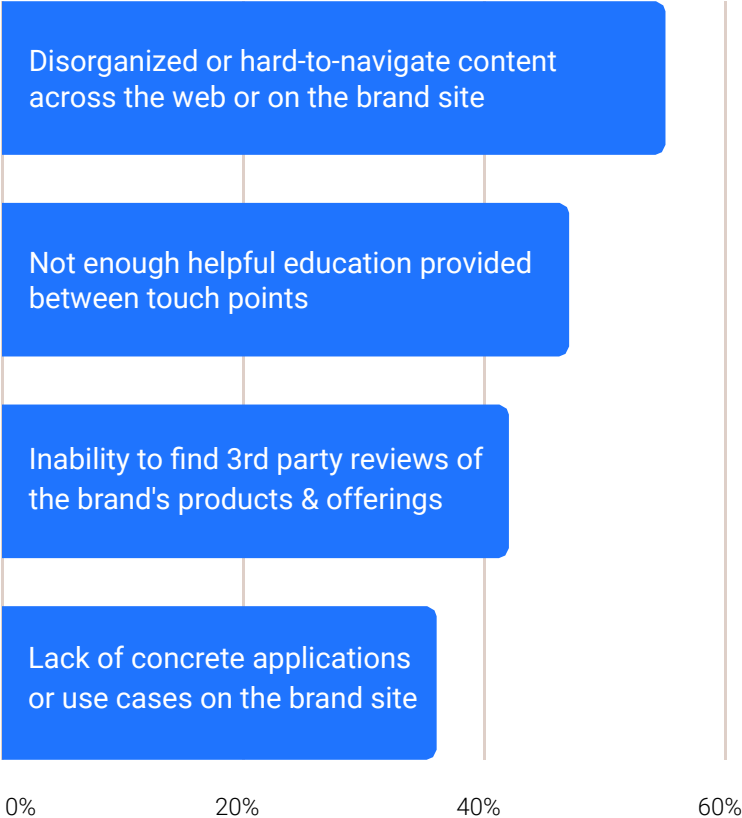 Disorganized or hard-to-navigate content
across the web or on the brand site
Not enough helpful education provided
between touch points
Inability to find 3rd party reviews of
the brand's products & offerings
Lack of concrete applications
or use cases on the brand site
0% 20% 40% 60%